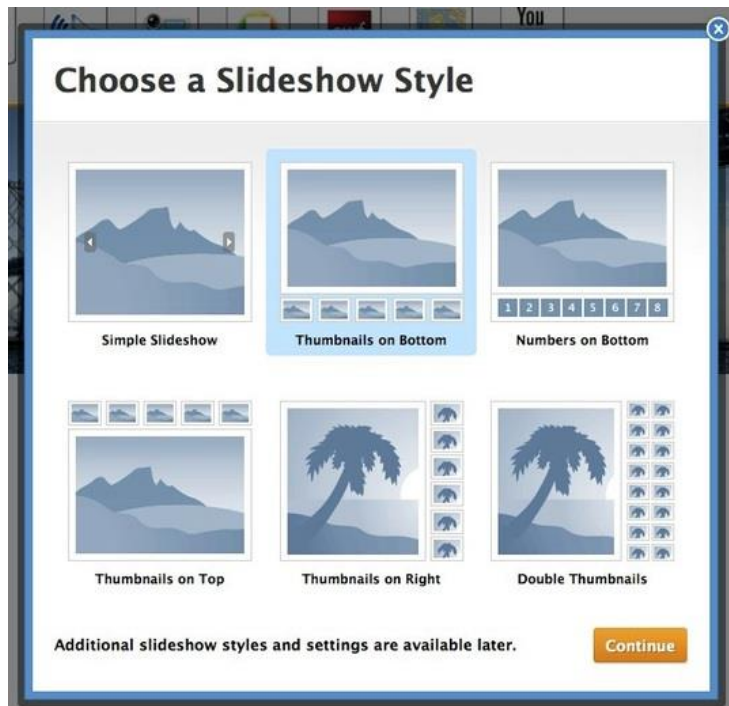 You
Choose a Slideshow Style
Simple Slideshow
Thumbnails on Bottom
1 2 3 4 5 6 7 8
Numbers on Bottom
Thumbnails on Top
Thumbnails on Right
Double Thumbnails
Additional slideshow styles and settings are available later.
Continue